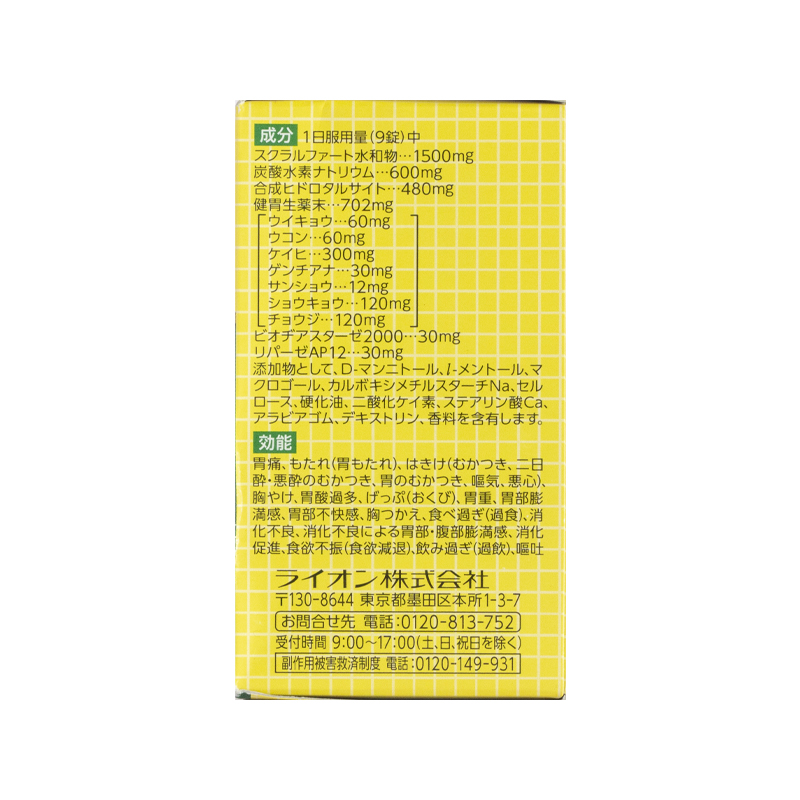 成分 1日服用量(9錠)中
スクラルファート水和物…1500mg
炭酸水素ナトリウム…600mg
合成ヒドロタルサイト…480mg
健胃生薬末…702mg
ウイキョウ…60mg
ウコン…60mg
ケイヒ…300mg
ゲンチアナ…30mg
サンショウ…12mg
ショウキョウ…120mg
チョウジ…120mg
ビオヂアスターゼ2000…30mg
リパーゼAP12…30mg
添加物として、D-マンニトール、l-メントール、マ
クロゴール、カルボキシメチルスターチNa、セル
ロース、硬化油、二酸化ケイ素、ステアリン酸Ca、
アラビアゴム、デキストリン、香料を含有します。
効能
胃痛、もたれ(胃もたれ)、はきけ(むかつき、二日
酔・悪酔のむかつき、胃のむかつき、嘔気、悪心)、
胸やけ、胃酸過多、げっぷ(おくび)、胃重、胃部膨
満感、胃部不快感、胸つかえ、食べ過ぎ(過食)、消
化不良、消化不良による胃部・腹部膨満感、消化
促進、食欲不振(食欲減退)、飲み過ぎ(過飲)、嘔吐
ライオン株式会社
〒130-8644 東京都墨田区本所1-3-7
お問合せ先 電話:0120-813-752
受付時間 9:00〜17:00(土、日、祝日を除く)
副作用被害救済制度 電話:0120-149-931